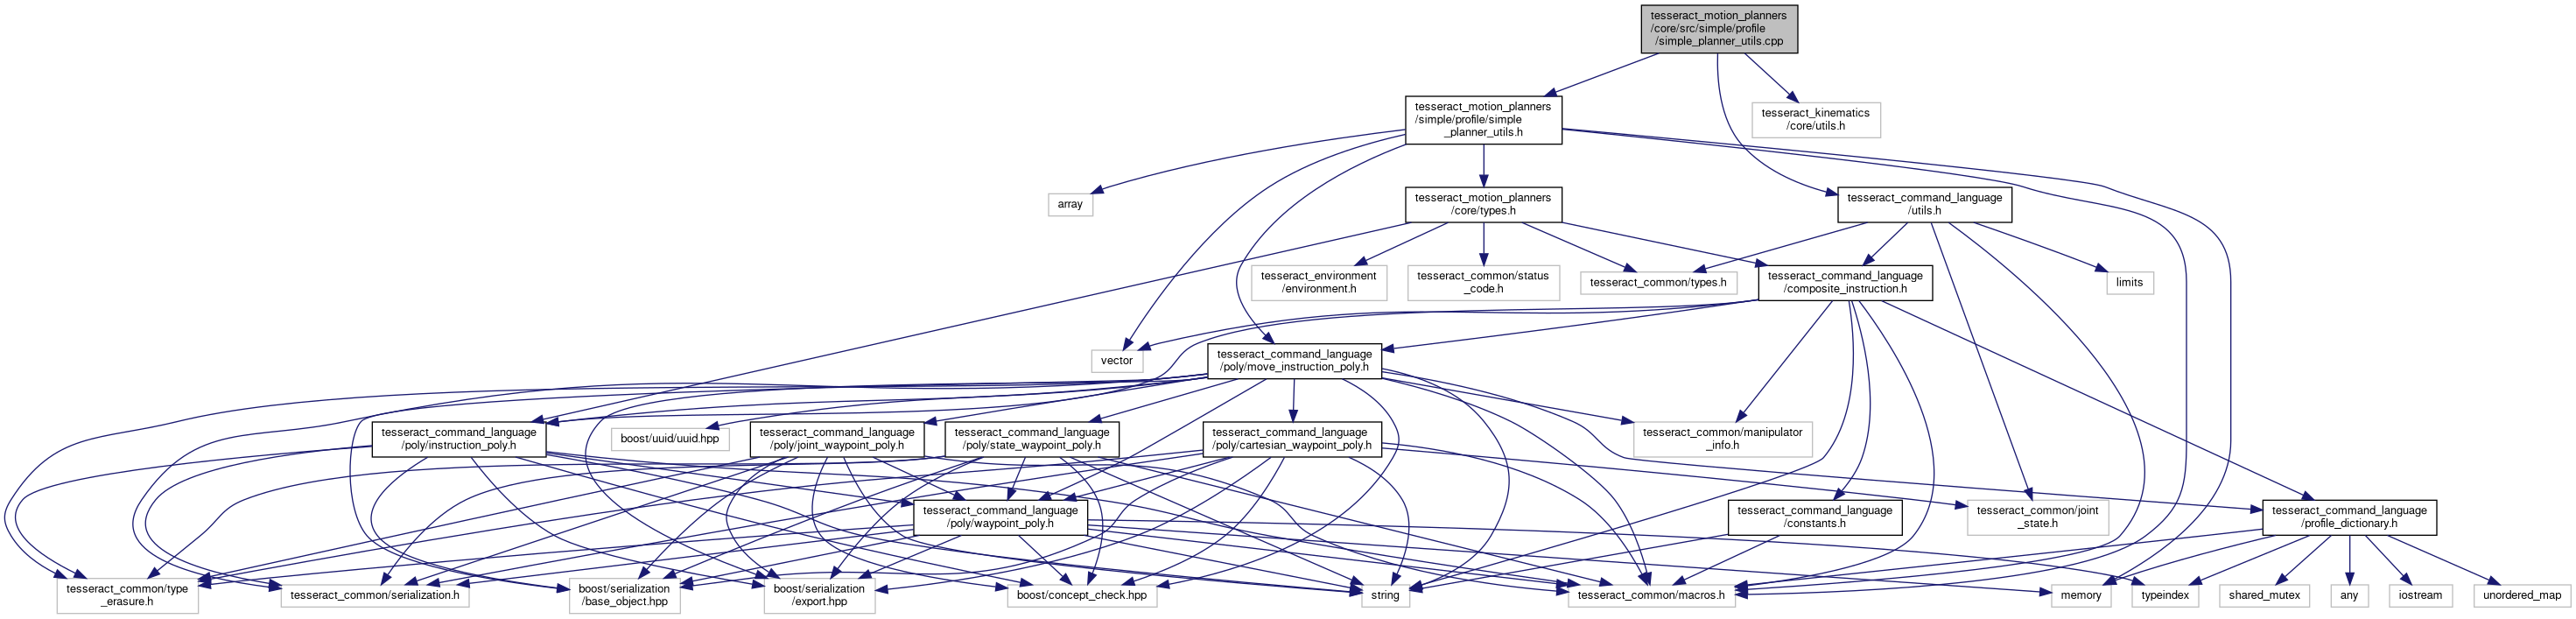 tesseract_motion_planners
/core/src/simple/profile
/simple_planner_utils.cpp
tesseract_motion_planners
/simple/profile/simple
_planner_utils.h
tesseract_kinematics
/core/utils.h
array
tesseract_motion_planners
/core/types.h
tesseract_command_language
/utils.h
tesseract_environment
/environment.h
tesseract_common/status
_code.h
tesseract_common/types.h
tesseract_command_language
/composite_instruction.h
limits
vector
tesseract_command_language
/poly/move_instruction_poly.h
tesseract_command_language
/poly/instruction_poly.h
boost/uuid/uuid.hpp
tesseract_command_language
/poly/joint_waypoint_poly.h
tesseract_command_language
/poly/state_waypoint_poly.h
tesseract_command_language
/poly/cartesian_waypoint_poly.h
tesseract_common/manipulator
_info.h
tesseract_command_language
/poly/waypoint_poly.h
tesseract_command_language
/constants.h
tesseract_common/joint
_state.h
tesseract_command_language
/profile_dictionary.h
tesseract_common/type
_erasure.h
tesseract_common/serialization.h
boost/serialization
/base_object.hpp
boost/serialization
/export.hpp
boost/concept_check.hpp
string
tesseract_common/macros.h
memory
typeindex
shared_mutex
any
iostream
unordered_map